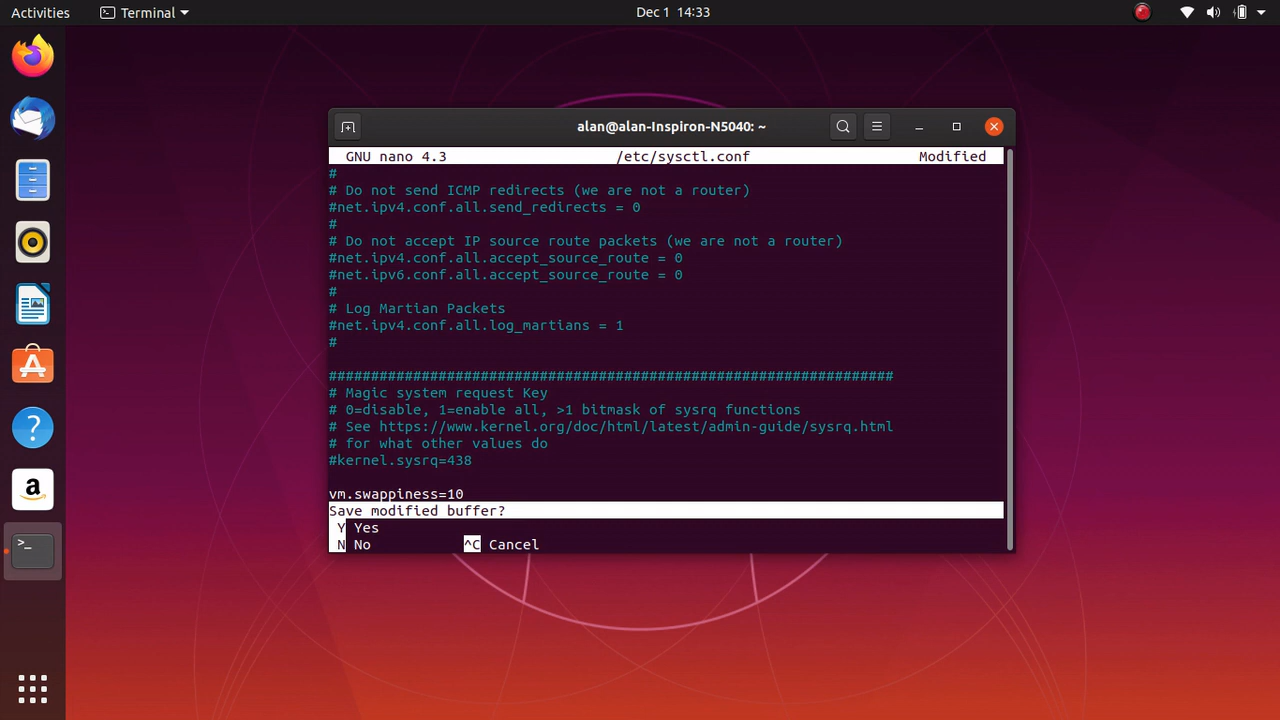 Activities
Terminal
Dec 1 14:33
alan@alan-Inspiron-N5040: ~
GNU nano 4.3 /etc/sysctl.conf Modified
#
# Do not send ICMP redirects (we are not a router)
#net.ipv4.conf.all.send_redirects = 0
#
# Do not accept IP source route packets (we are not a router)
#net.ipv4.conf.all.accept_source_route = 0
#net.ipv6.conf.all.accept_source_route = 0
#
# Log Martian Packets
#net.ipv4.conf.all.log_martians = 1
#
###################################################################
# Magic system request Key
# 0=disable, 1=enable all, >1 bitmask of sysrq functions
# See https://www.kernel.org/doc/html/latest/admin-guide/sysrq.html
# for what other values do
#kernel.sysrq=438
vm.swappiness=10
Save modified buffer?
Y Yes
N No ^C Cancel
?
a
>_